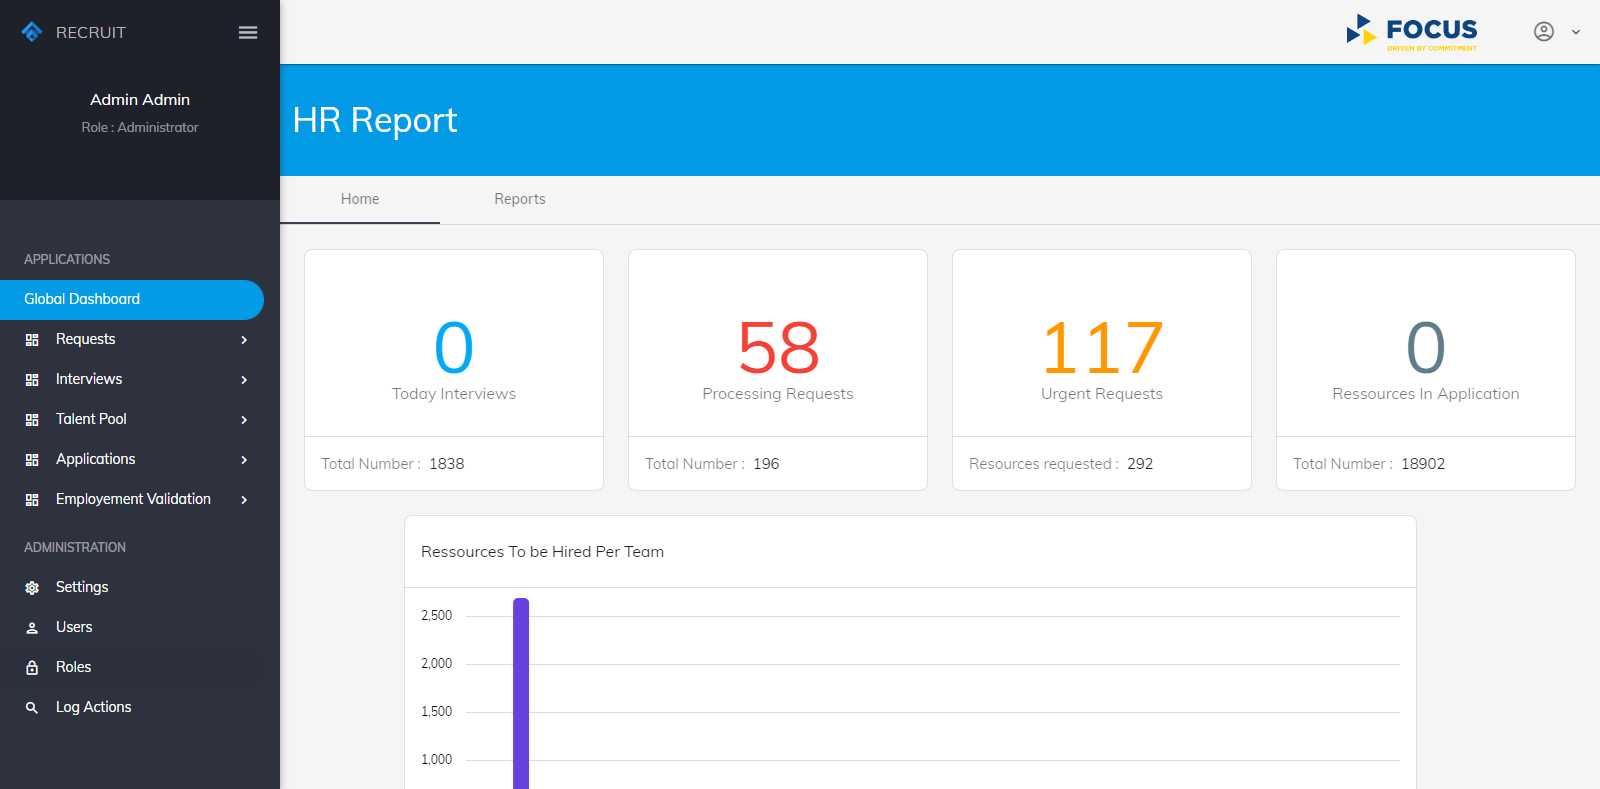 RECRUIT
Admin Admin
Role : Administrator
APPLICATIONS
Global Dashboard
Requests
Interviews
Talent Pool
Applications
Employement Validation
ADMINISTRATION
Settings
Users
Roles
Log Actions
FOCUS
DRIVEN BY COMMITMENT
HR Report
Home
Reports
0
Today Interviews
Total Number : 1838
58
Processing Requests
Total Number : 196
117
Urgent Requests
Resources requested : 292
0
Ressources In Application
Total Number : 18902
Ressources To be Hired Per Team
2,500
2,000
1,500
1,000